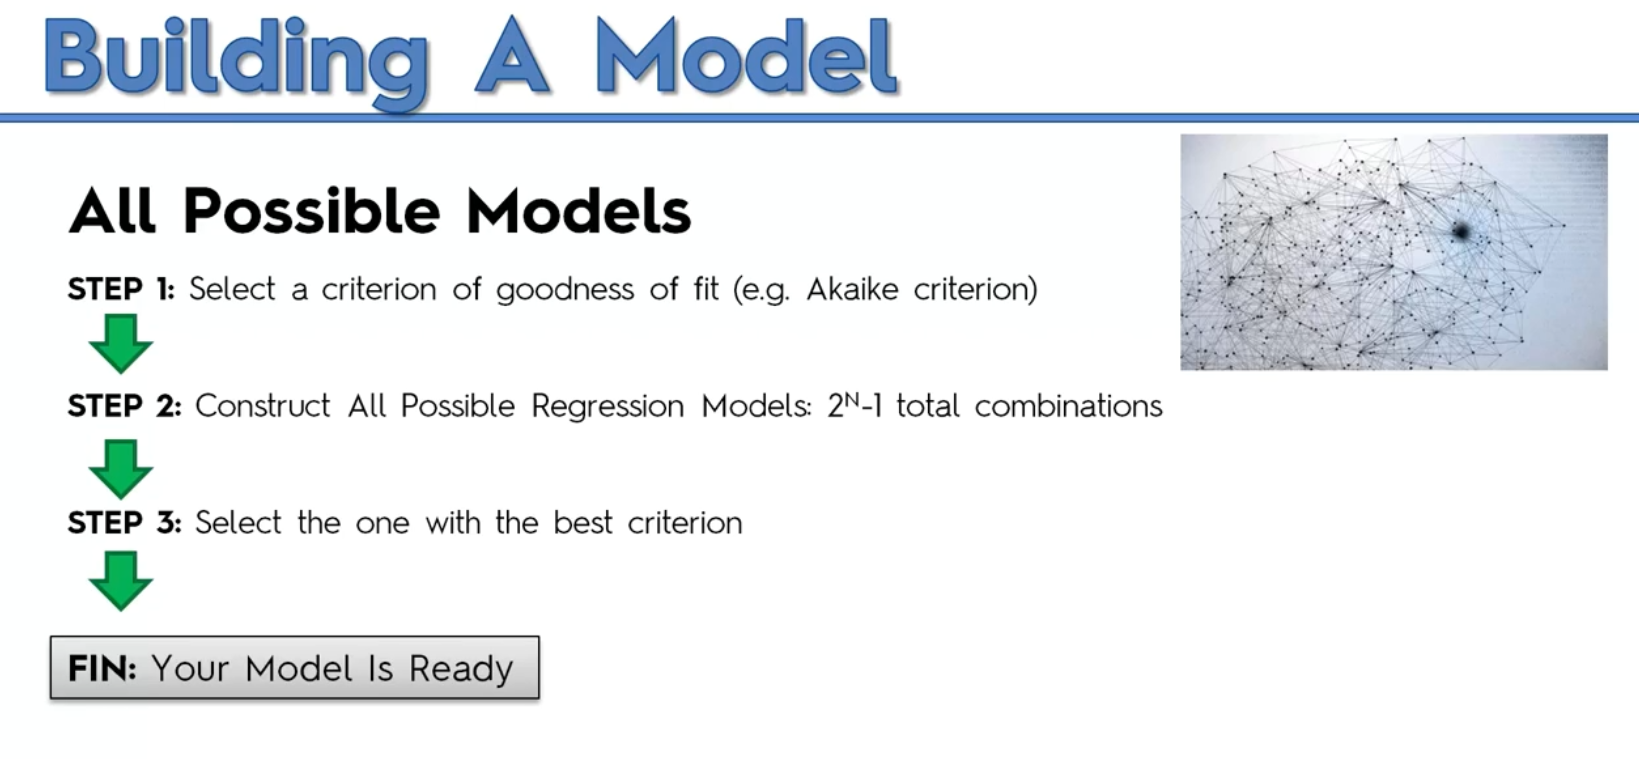 Building A Model
All Possible Models
STEP 1: Select a criterion of goodness of fit (e.g. Akaike criterion)
STEP 2: Construct All Possible Regression Models: 2ᴺ-1 total combinations
STEP 3: Select the one with the best criterion
FIN: Your Model Is Ready